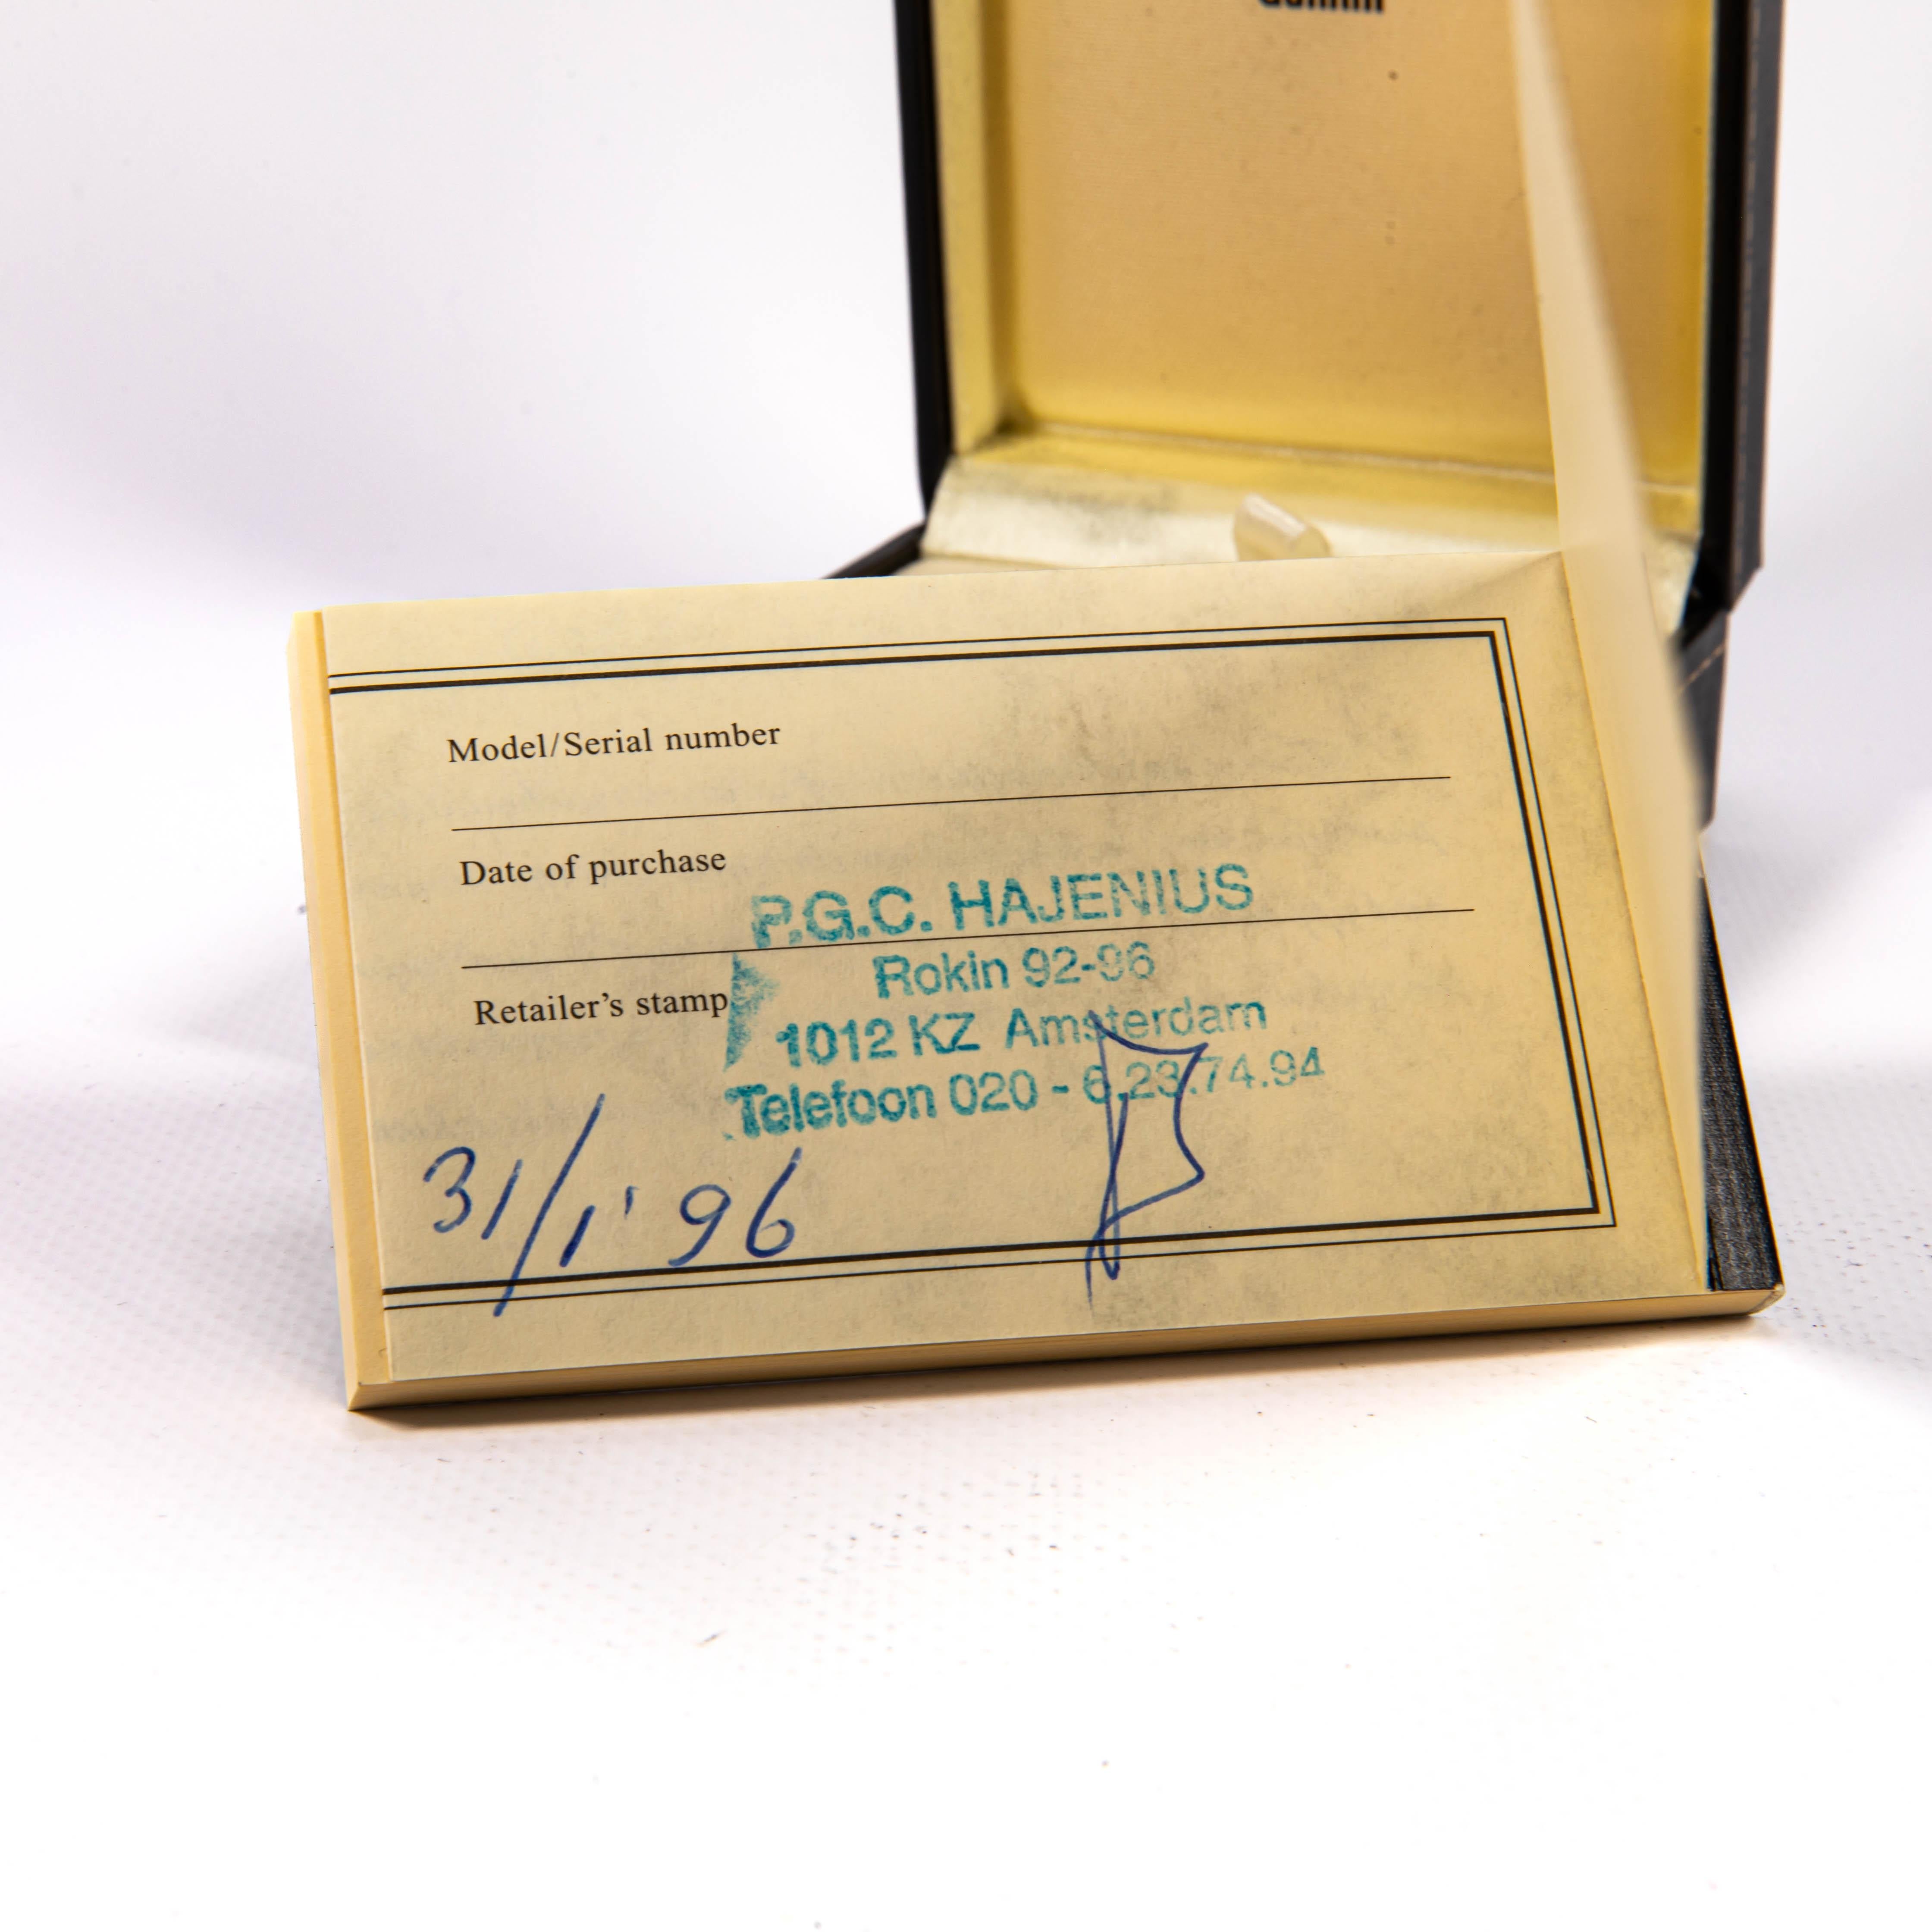 Model/Serial number
Date of purchase
P.G.C. HAJENIUS
Rokin 92-96
Retailer's stamp
1012 KZ Amsterdam
Telefoon 020 - 6.23.74.94
31/1'96